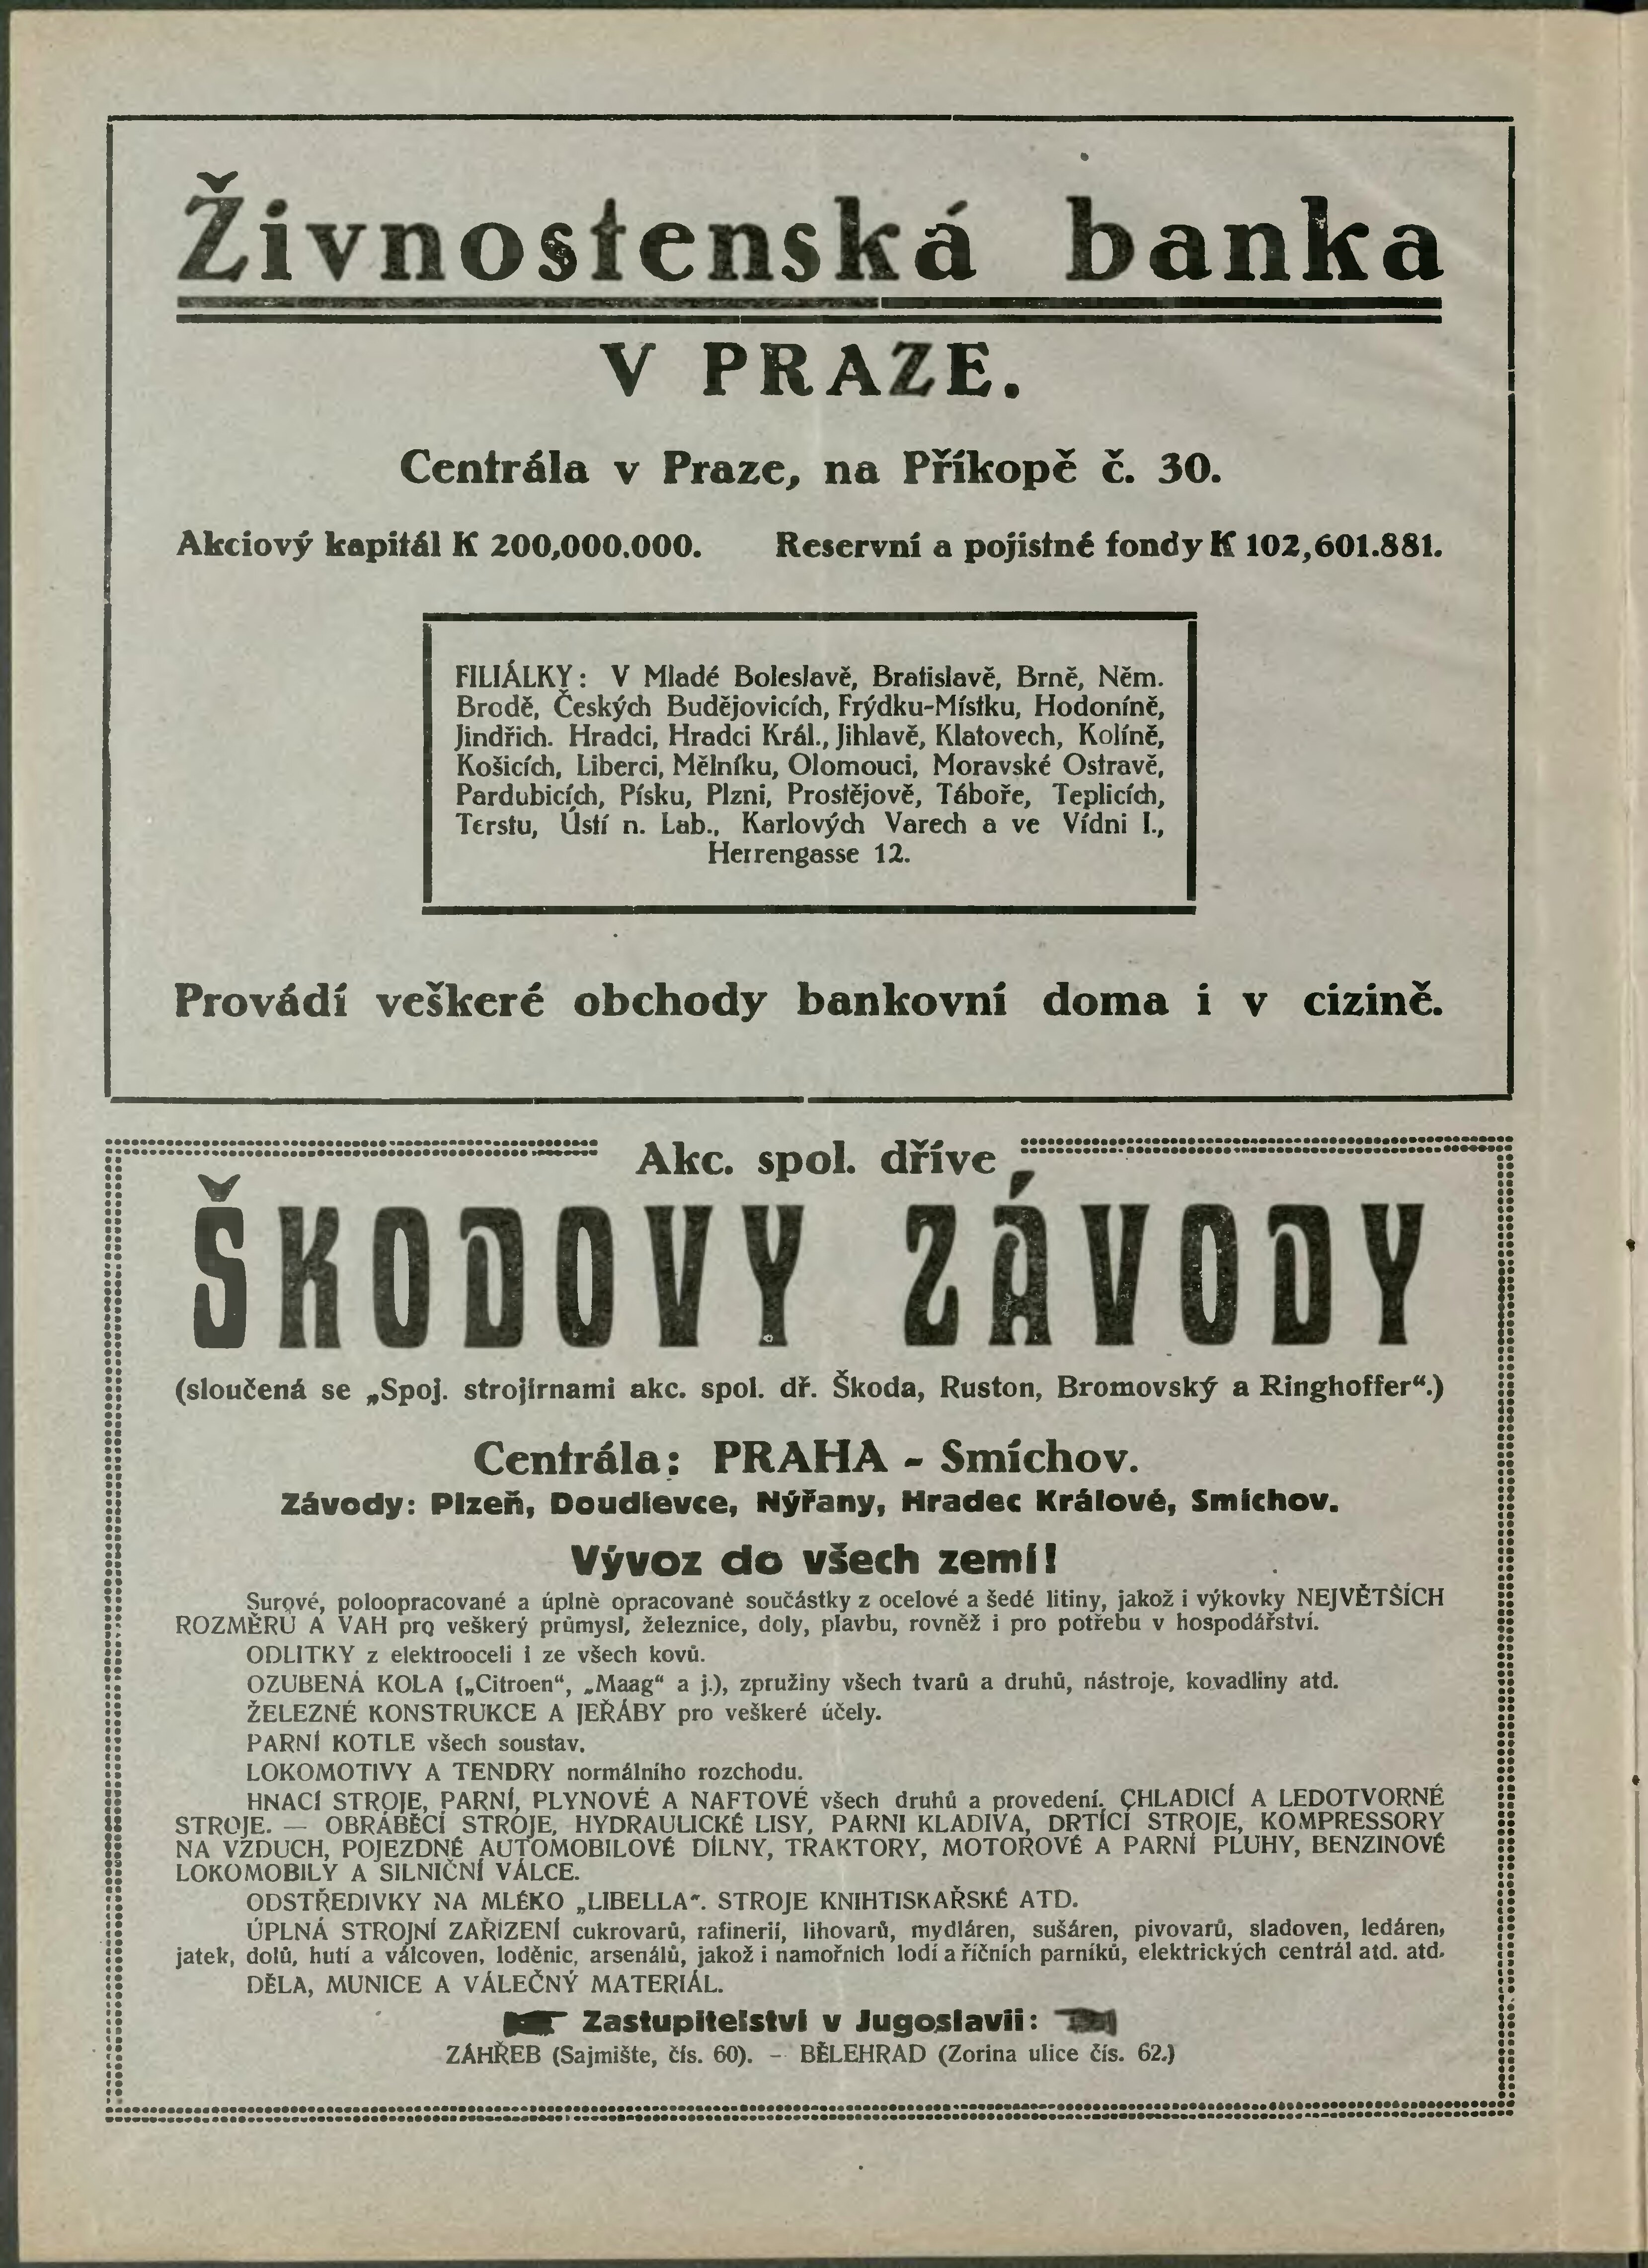 Živnostenská banka
V PRAZE.
Centrála v Praze, na Příkopě č. 30.
Akciový kapitál K 200,000.000. Reservní a pojistné fondy K 102,601.881.
FILIÁLKY: V Mladé Boleslavě, Bratislavě, Brně, Něm.
Brodě, Českých Budějovicích, Frýdku-Místku, Hodoníně,
Jindřich. Hradci, Hradci Král., Jihlavě, Klatovech, Kolíně,
Košicích, Liberci, Mělníku, Olomouci, Moravské Ostravě,
Pardubicích, Písku, Plzni, Prostějově, Táboře, Teplicích,
Terstu, Ústí n. Lab., Karlových Varech a ve Vídni I.,
Herrengasse 12.
Provádí veškeré obchody bankovní doma i v cizině.
Akc. spol. dříve
ŠKODOVY ZÁVODY
(sloučená se „Spoj. strojírnami akc. spol. dř. Škoda, Ruston, Bromovský a Ringhoffer“.)
Centrála: PRAHA - Smíchov.
Závody: Plzeň, Doudlevce, Nýřany, Hradec Králové, Smíchov.
Vývoz do všech zemí!
Surové, poloopracované a úplně opracované součástky z ocelové a šedé litiny, jakož i výkovky NEJVĚTŠÍCH
ROZMĚRŮ A VAH pro veškerý průmysl, železnice, doly, plavbu, rovněž i pro potřebu v hospodářství.
ODLITKY z elektrooceli i ze všech kovů.
OZUBENÁ KOLA („Citroen“, „Maag“ a j.), zpružiny všech tvarů a druhů, nástroje, kovadliny atd.
ŽELEZNÉ KONSTRUKCE A JEŘÁBY pro veškeré účely.
PARNÍ KOTLE všech soustav.
LOKOMOTIVY A TENDRY normálního rozchodu.
HNACÍ STROJE, PARNÍ, PLYNOVÉ A NAFTOVÉ všech druhů a provedení. CHLADICÍ A LEDOTVORNÉ
STROJE. — OBRÁBĚCÍ STROJE, HYDRAULICKÉ LISY, PARNI KLADIVA, DRTÍCÍ STROJE, KOMPRESSORY
NA VZDUCH, POJEZDNÉ AUTOMOBILOVÉ DÍLNY, TRAKTORY, MOTOROVÉ A PARNÍ PLUHY, BENZINOVÉ
LOKOMOBILY A SILNIČNÍ VÁLCE.
ODSTŘEDIVKY NA MLÉKO „LIBELLA“. STROJE KNIHTISKAŘSKÉ ATD.
ÚPLNÁ STROJNÍ ZAŘÍZENÍ cukrovarů, rafinerií, lihovarů, mydláren, sušáren, pivovarů, sladoven, ledáren,
jatek, dolů, hutí a válcoven, loděnic, arsenálů, jakož i namořních lodí a říčních parníků, elektrických centrál atd. atd.
DĚLA, MUNICE A VÁLEČNÝ MATERIÁL.
Zastupitelství v Jugoslavii:
ZÁHŘEB (Sajmište, čís. 60). - BĚLEHRAD (Zorina ulice čís. 62.)